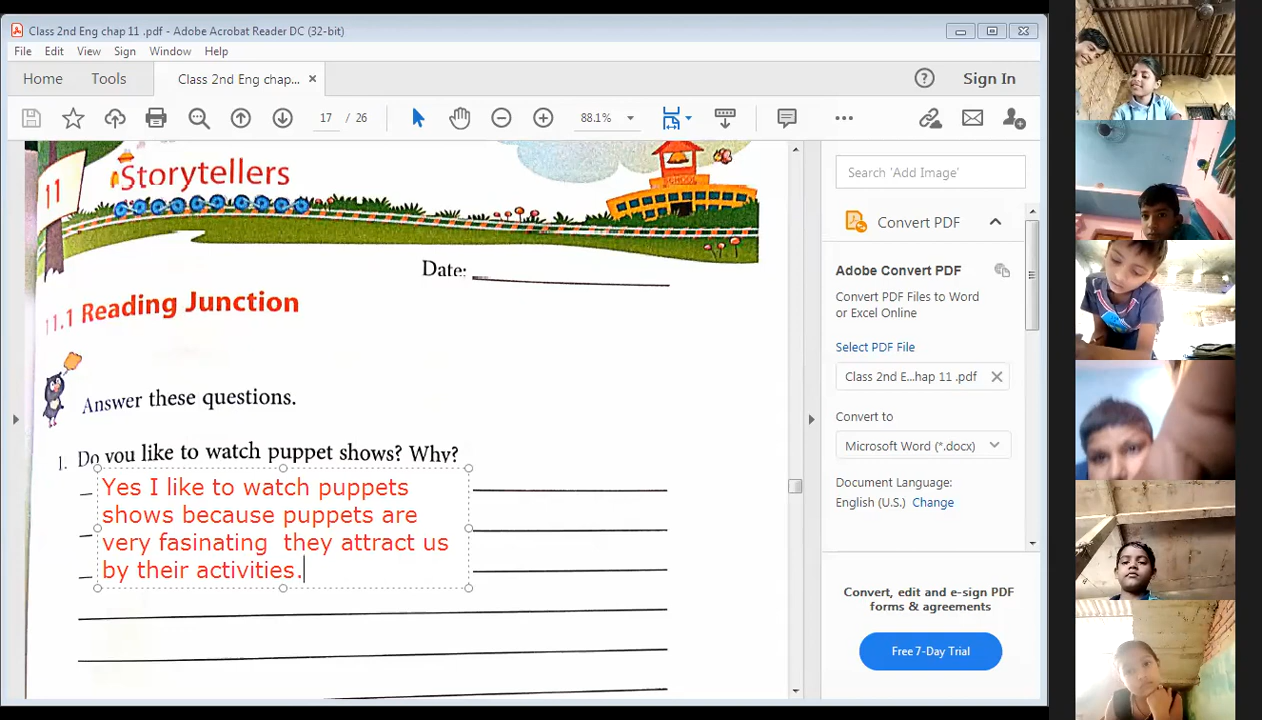 Class 2nd Eng chap 11 .pdf - Adobe Acrobat Reader DC (32-bit)
File Edit View Sign Window Help
Home Tools Class 2nd Eng chap... Sign In
17 / 26 88.1%
11
Storytellers
SCHOOL
Date:
11.1 Reading Junction
Answer these questions.
1. Do you like to watch puppet shows? Why?
Yes I like to watch puppets
shows because puppets are
very fasinating they attract us
by their activities.
Search 'Add Image'
Convert PDF
Adobe Convert PDF
Convert PDF Files to Word
or Excel Online
Select PDF File
Class 2nd E...hap 11 .pdf
Convert to
Microsoft Word (*.docx)
Document Language:
English (U.S.) Change
Convert, edit and e-sign PDF
forms & agreements
Free 7-Day Trial